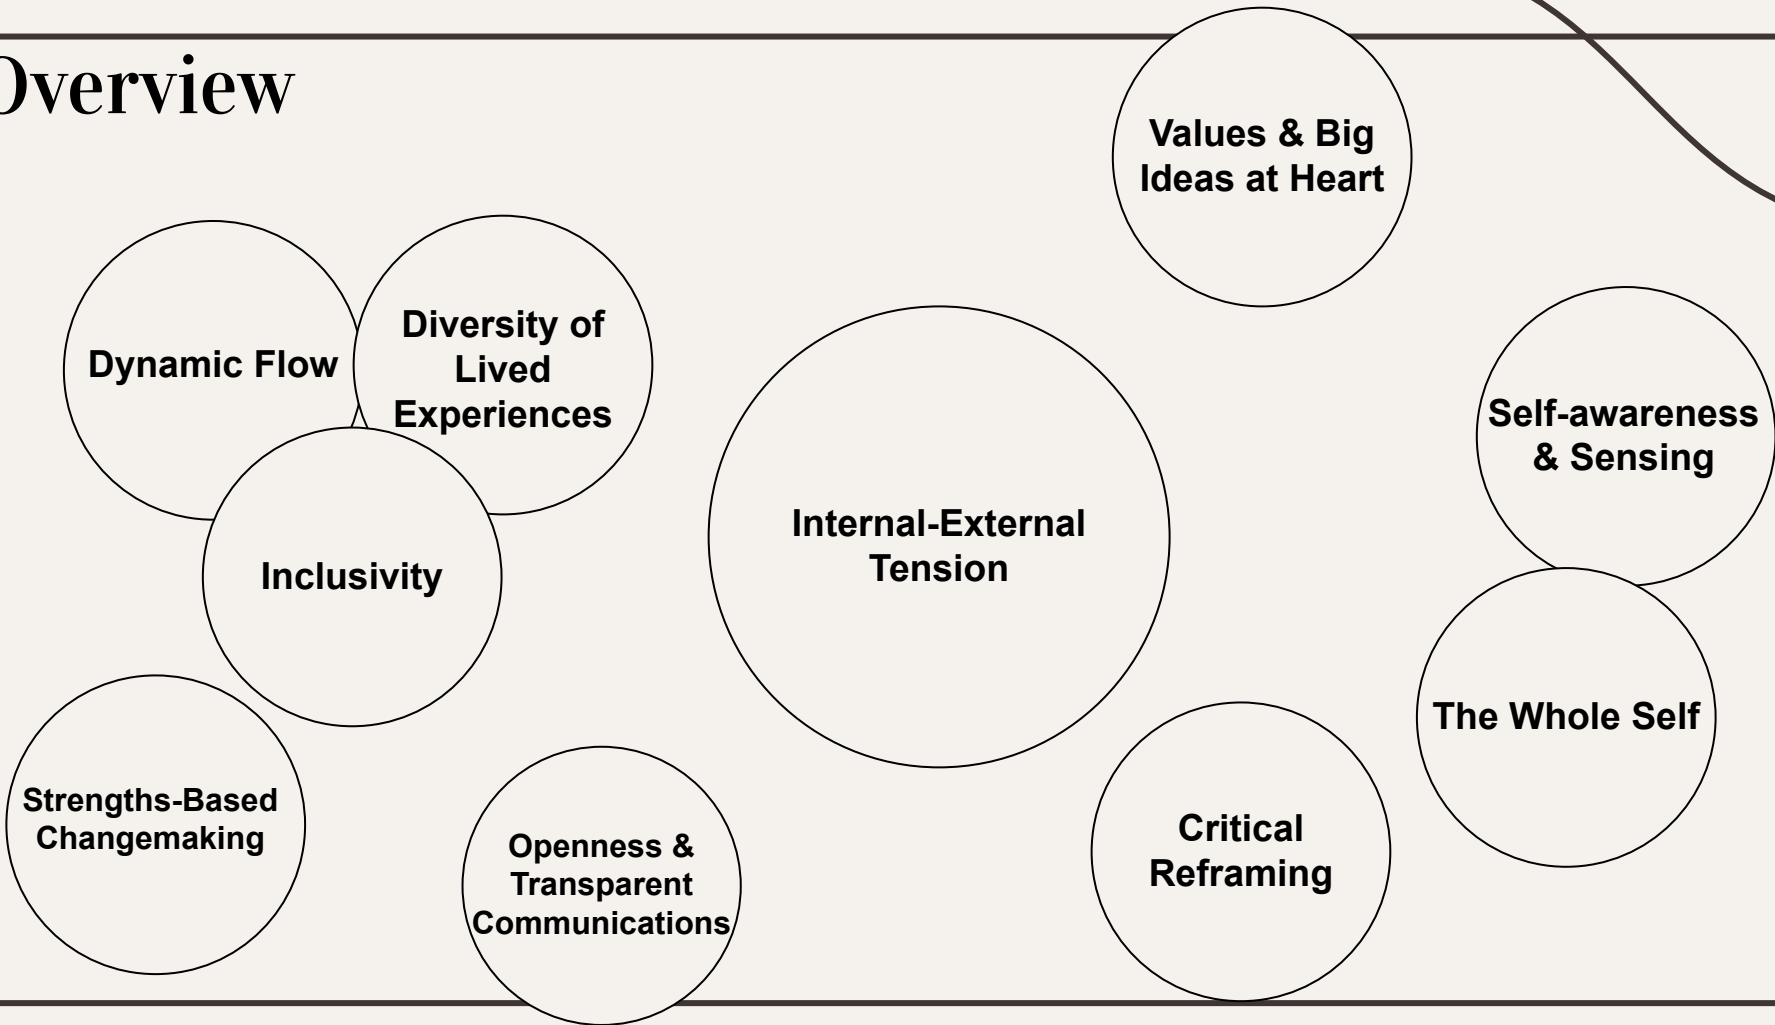 Overview
Values & Big
Ideas at Heart
Dynamic Flow
Diversity of
Lived
Experiences
Self-awareness
& Sensing
Internal-External
Tension
Inclusivity
The Whole Self
Strengths-Based
Changemaking
Openness &
Transparent
Communications
Critical
Reframing